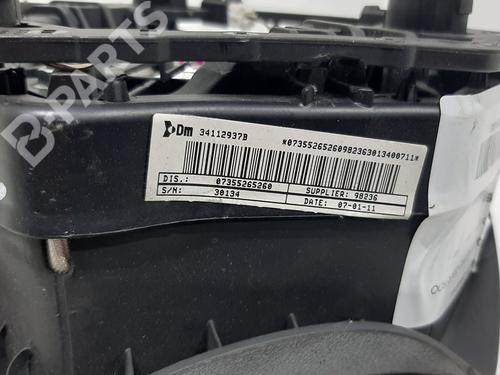 B-PARTS
Dm 34112937B *07355265260982363013400711*
DIS.: 07355265260 SUPPLIER: 98236
S/N: 30134 DATE: 07-01-11